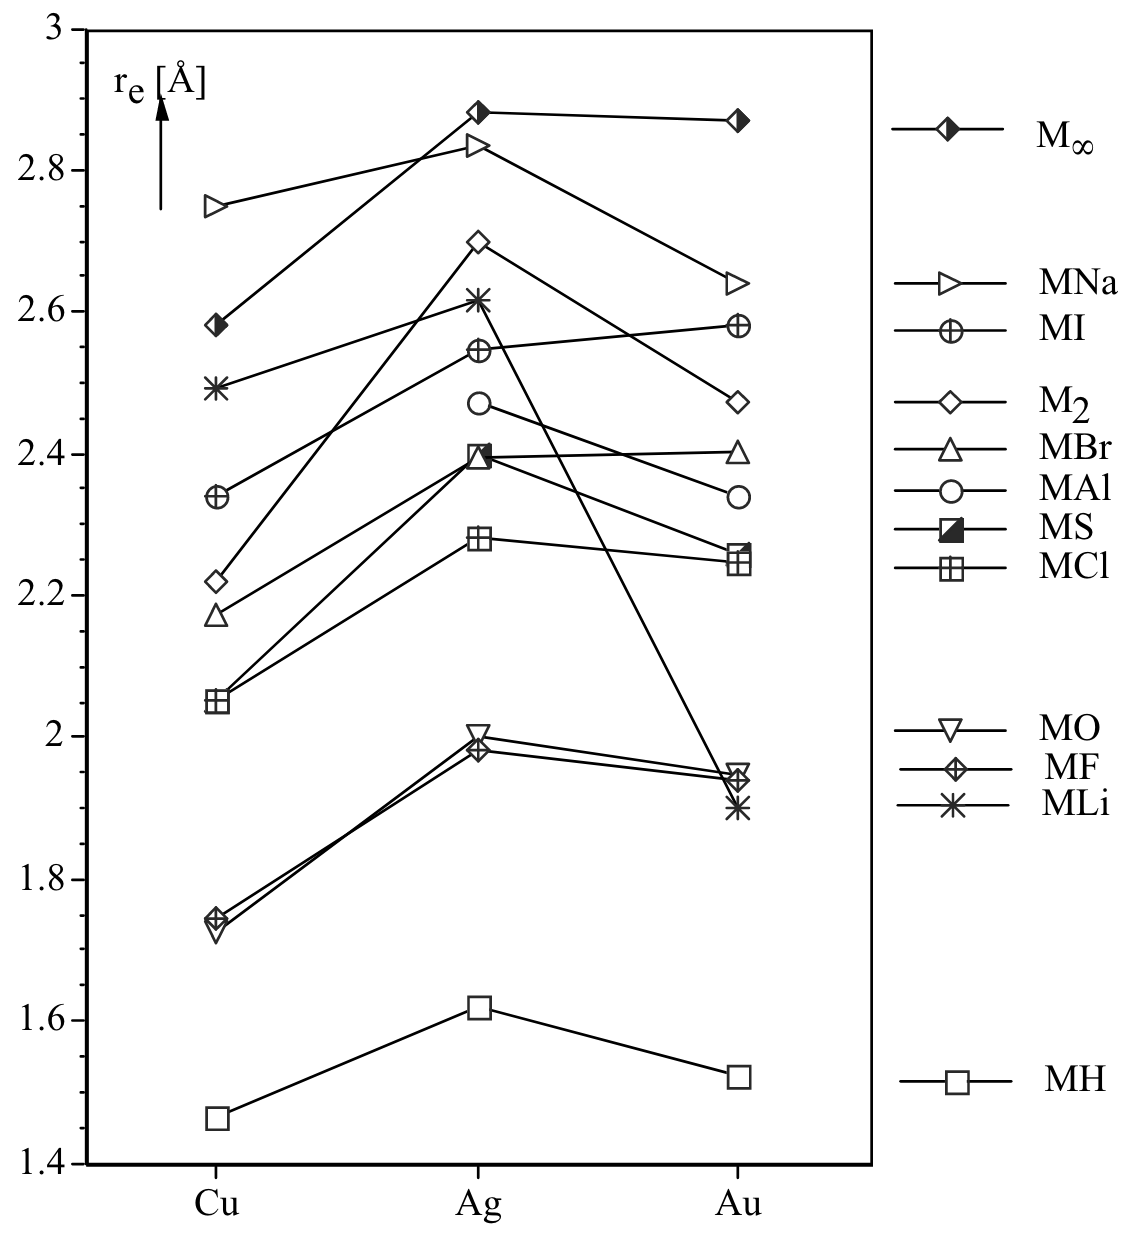 3
rₑ [Å]
M∞
2.8
MNa
2.6
MI
M₂
2.4
MBr
MAl
MS
MCl
2.2
2
MO
MF
MLi
1.8
1.6
MH
1.4
Cu Ag Au